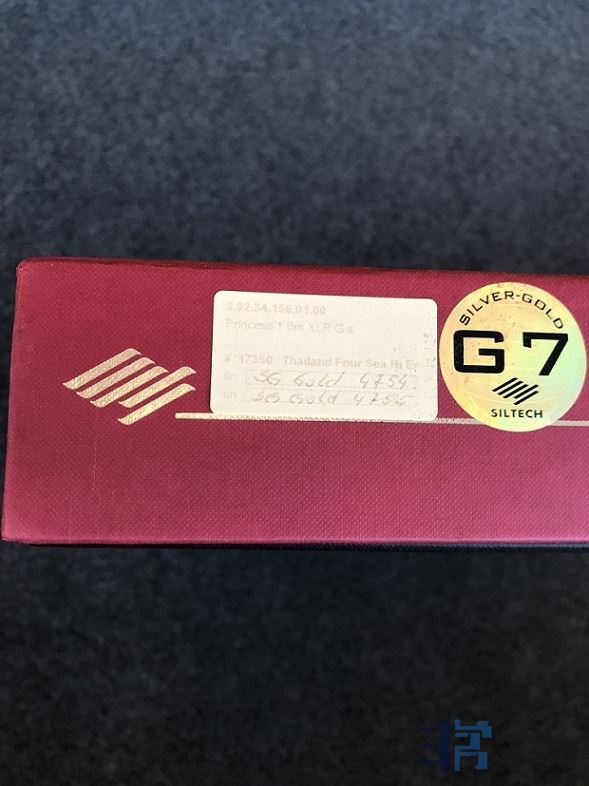 3.02.34.156.01.00
Princess 1.0m XLR G.s
# 17350 Thailand Four Sea Hi En
sn SG Gold 4754
sn SG Gold 4755
SILVER-GOLD
G7
SILTECH